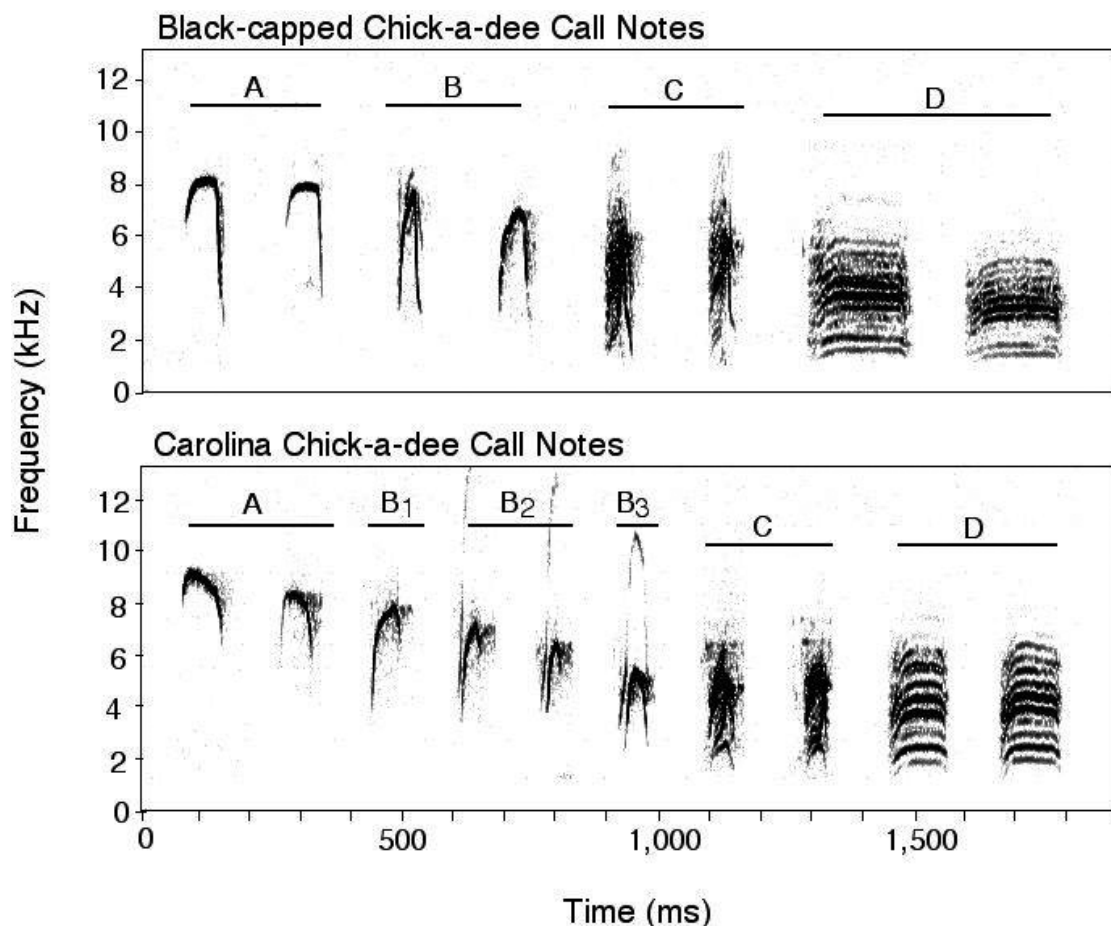 Black-capped Chick-a-dee Call Notes
A B C D
12
10
8
6
4
2
0
Frequency (kHz)
Carolina Chick-a-dee Call Notes
A B1 B2 B3 C D
12
10
8
6
4
2
0
0 500 1,000 1,500
Time (ms)